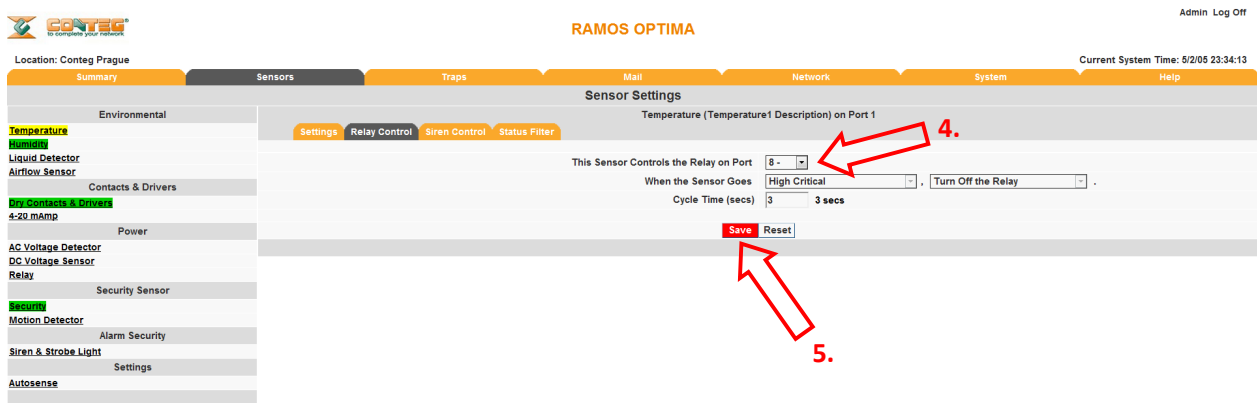 Admin Log Off
CONTEG®
to complete your network
RAMOS OPTIMA
Location: Conteg Prague
Current System Time: 5/2/05 23:34:13
Summary Sensors Traps Mail Network System Help
Sensor Settings
Environmental
Temperature
Humidity
Liquid Detector
Airflow Sensor
Contacts & Drivers
Dry Contacts & Drivers
4-20 mAmp
Power
AC Voltage Detector
DC Voltage Sensor
Relay
Security Sensor
Security
Motion Detector
Alarm Security
Siren & Strobe Light
Settings
Autosense
Temperature (Temperature1 Description) on Port 1
Settings Relay Control Siren Control Status Filter
4.
This Sensor Controls the Relay on Port 8 -
When the Sensor Goes High Critical , Turn Off the Relay .
Cycle Time (secs) 3 3 secs
Save Reset
5.